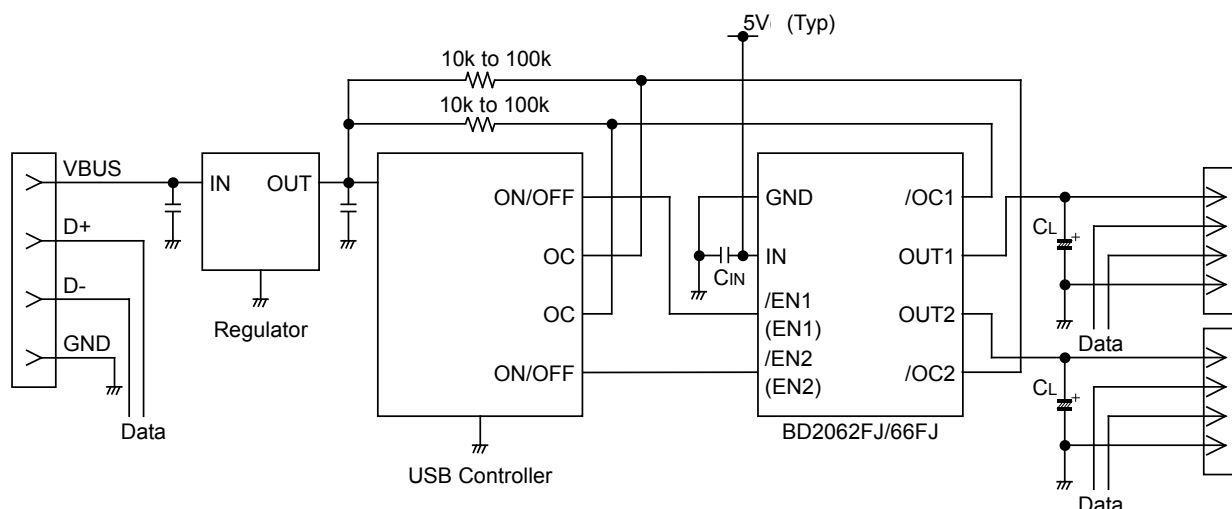 5V (Typ)
10k to 100k
10k to 100k
VBUS
D+
D-
GND
Data
IN
OUT
Regulator
ON/OFF
OC
OC
ON/OFF
USB Controller
GND
IN
CIN
/EN1
(EN1)
/EN2
(EN2)
/OC1
OUT1
OUT2
/OC2
BD2062FJ/66FJ
CL
+
Data
CL
+
Data